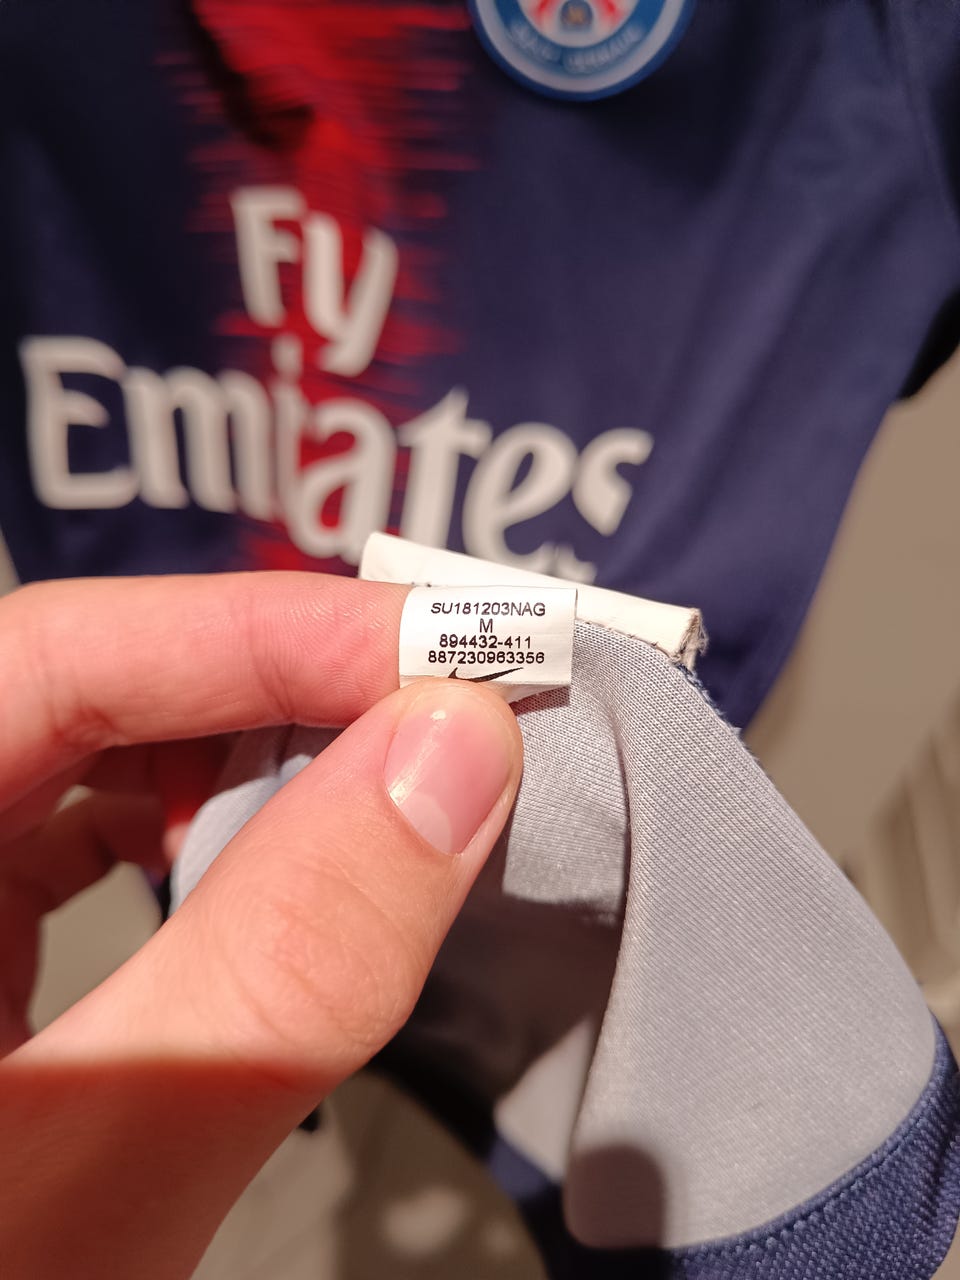 Fly
Emirates
SU181203NAG
M
894432-411
887230963356